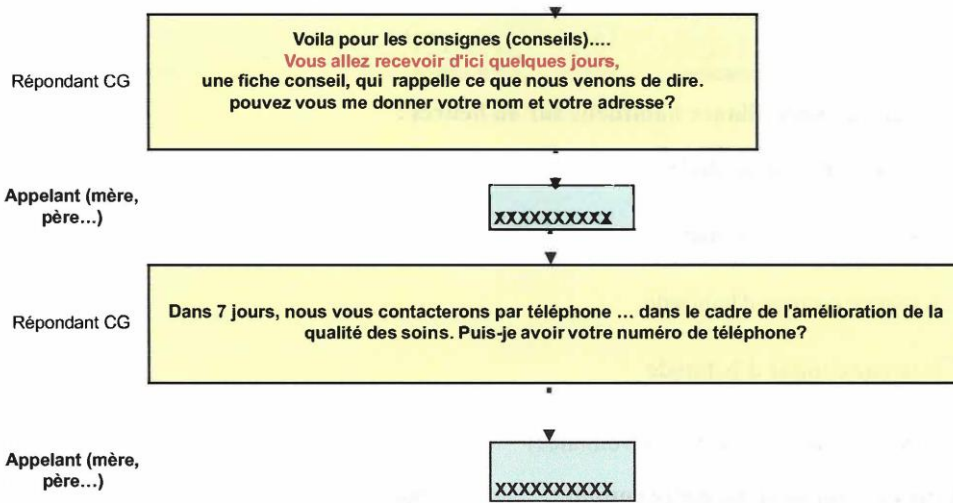 Voila pour les consignes (conseils)....
Vous allez recevoir d'ici quelques jours,
Répondant CG
une fiche conseil, qui rappelle ce que nous venons de dire.
pouvez vous me donner votre nom et votre adresse?
Appelant (mère,
père...)
XXXXXXXXXX
Répondant CG
Dans 7 jours, nous vous contacterons par téléphone ... dans le cadre de l'amélioration de la
qualité des soins. Puis-je avoir votre numéro de téléphone?
Appelant (mère,
père...)
XXXXXXXXXX